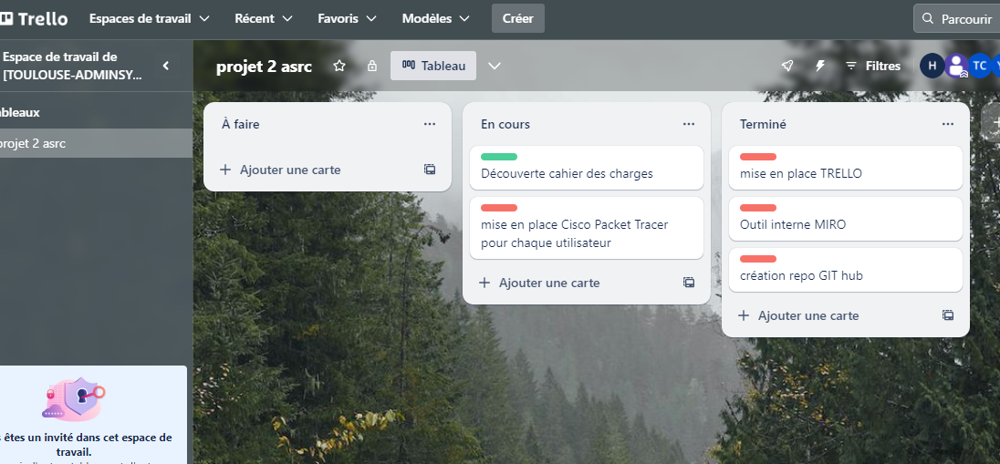 Trello
Espaces de travail
Récent
Favoris
Modèles
Créer
Parcourir
Espace de travail de
[TOULOUSE-ADMINSY...
projet 2 asrc
Tableau
Filtres
H
TC
ableaux
projet 2 asrc
À faire
Ajouter une carte
En cours
Découverte cahier des charges
mise en place Cisco Packet Tracer
pour chaque utilisateur
Ajouter une carte
Terminé
mise en place TRELLO
Outil interne MIRO
création repo GIT hub
Ajouter une carte
s êtes un invité dans cet espace de
travail.